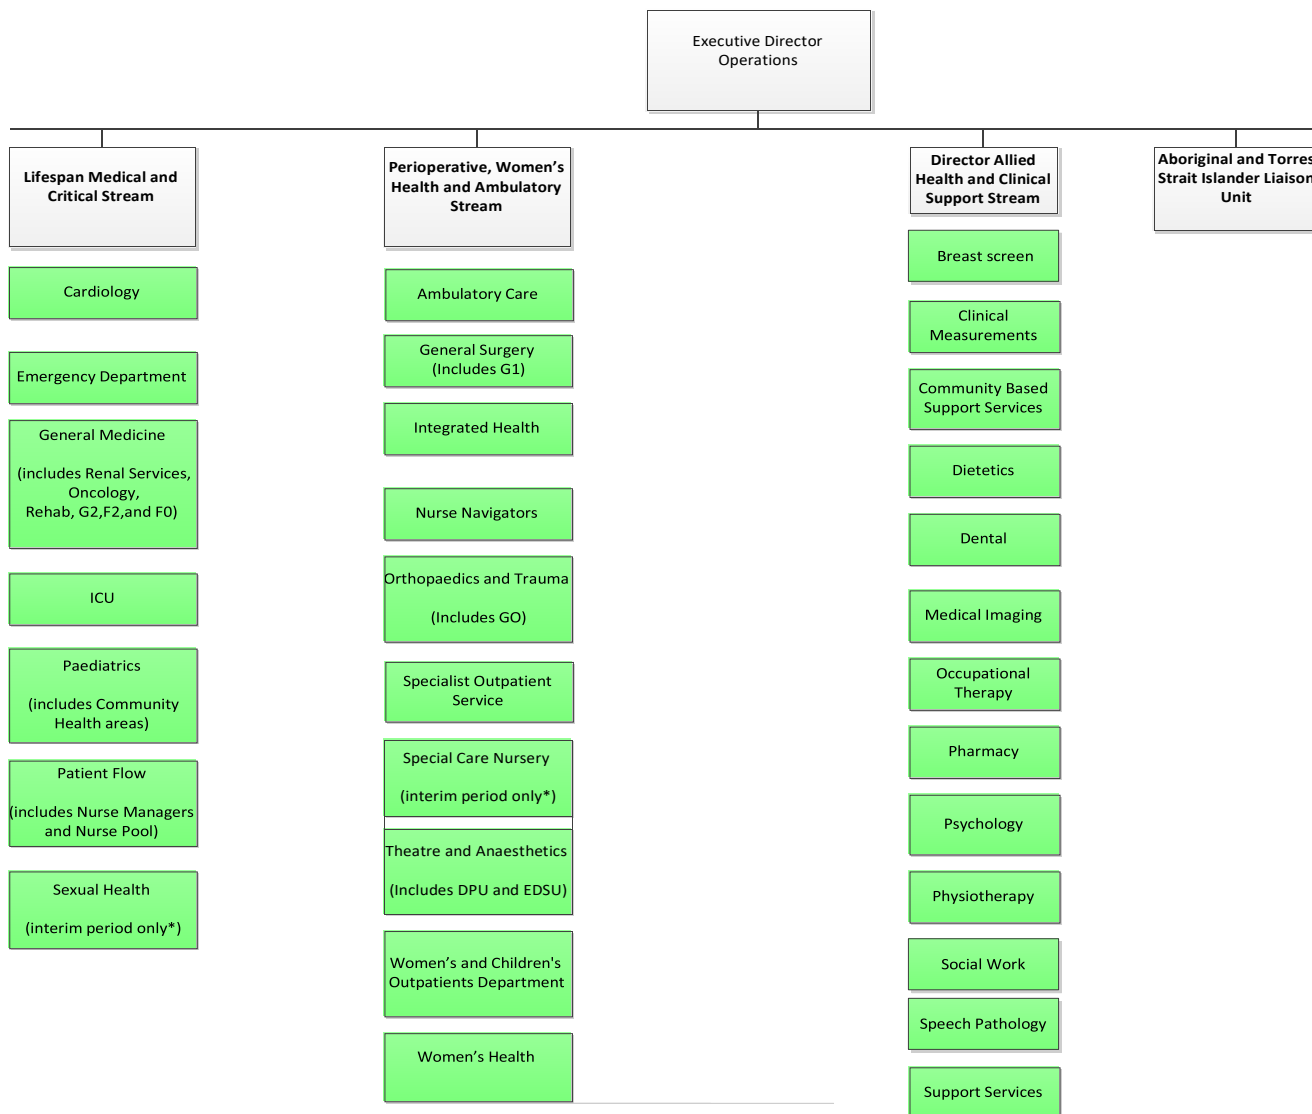 Executive Director
Operations
Lifespan Medical and
Critical Stream
Cardiology
Emergency Department
General Medicine
(includes Renal Services,
Oncology,
Rehab, G2,F2,and F0)
ICU
Paediatrics
(includes Community
Health areas)
Patient Flow
(includes Nurse Managers
and Nurse Pool)
Sexual Health
(interim period only*)
Perioperative, Women’s
Health and Ambulatory
Stream
Ambulatory Care
General Surgery
(Includes G1)
Integrated Health
Nurse Navigators
Orthopaedics and Trauma
(Includes GO)
Specialist Outpatient
Service
Special Care Nursery
(interim period only*)
Theatre and Anaesthetics
(Includes DPU and EDSU)
Women’s and Children's
Outpatients Department
Women’s Health
Director Allied
Health and Clinical
Support Stream
Breast screen
Clinical
Measurements
Community Based
Support Services
Dietetics
Dental
Medical Imaging
Occupational
Therapy
Pharmacy
Psychology
Physiotherapy
Social Work
Speech Pathology
Support Services
Aboriginal and Torres
Strait Islander Liaison
Unit